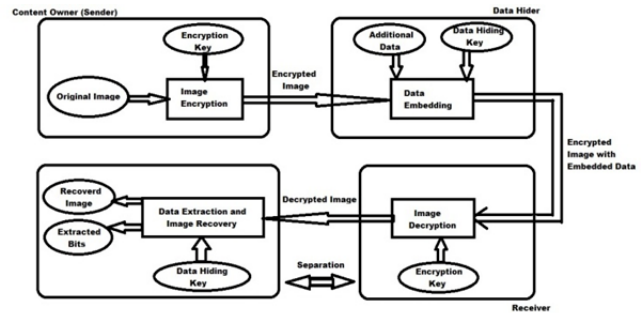 Content Owner (Sender)
Data Hider
Encryption
Key
Additional
Data
Data Hiding
Key
Original Image
Image
Encryption
Encrypted
Image
Data
Embedding
Encrypted
Image with
Embedded Data
Recoverd
Image
Extracted
Bits
Data Extraction and
Image Recovery
Decrypted Image
Image
Decryption
Data Hiding
Key
Separation
Encryption
Key
Receiver